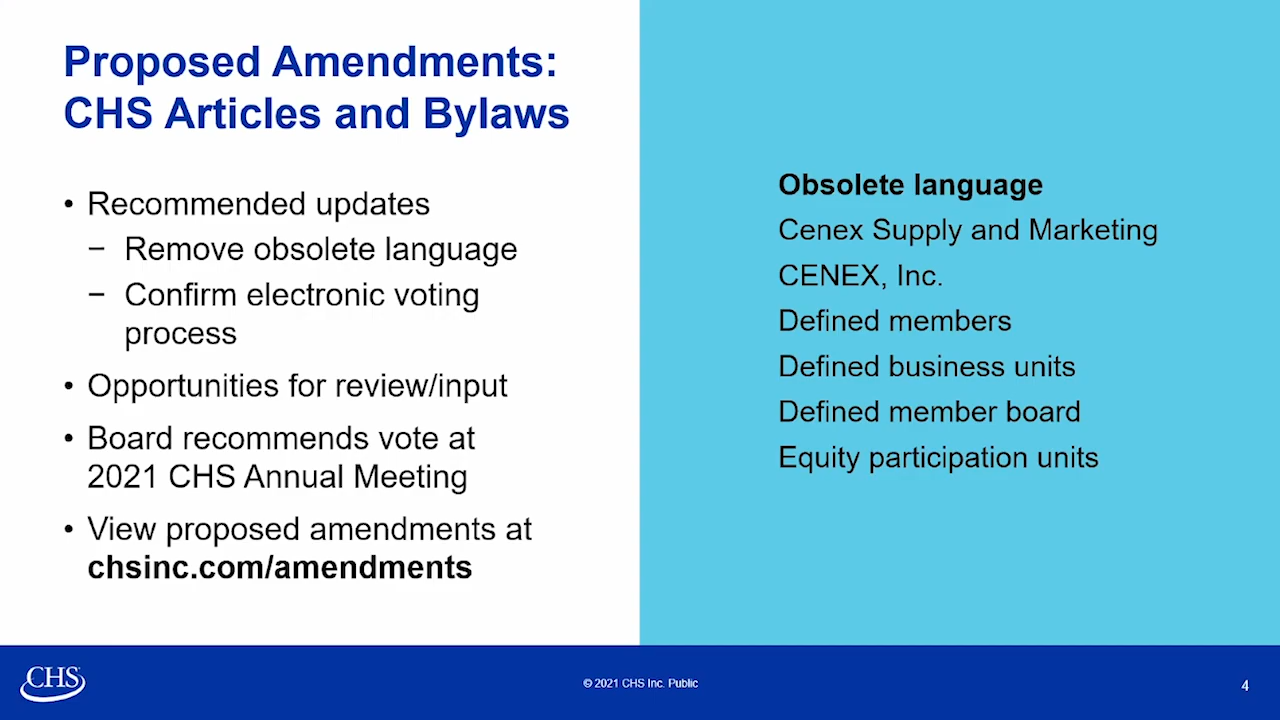 Proposed Amendments:
CHS Articles and Bylaws
• Recommended updates
− Remove obsolete language
− Confirm electronic voting
process
• Opportunities for review/input
• Board recommends vote at
2021 CHS Annual Meeting
• View proposed amendments at
chsinc.com/amendments
Obsolete language
Cenex Supply and Marketing
CENEX, Inc.
Defined members
Defined business units
Defined member board
Equity participation units
CHS
© 2021 CHS Inc. Public
4